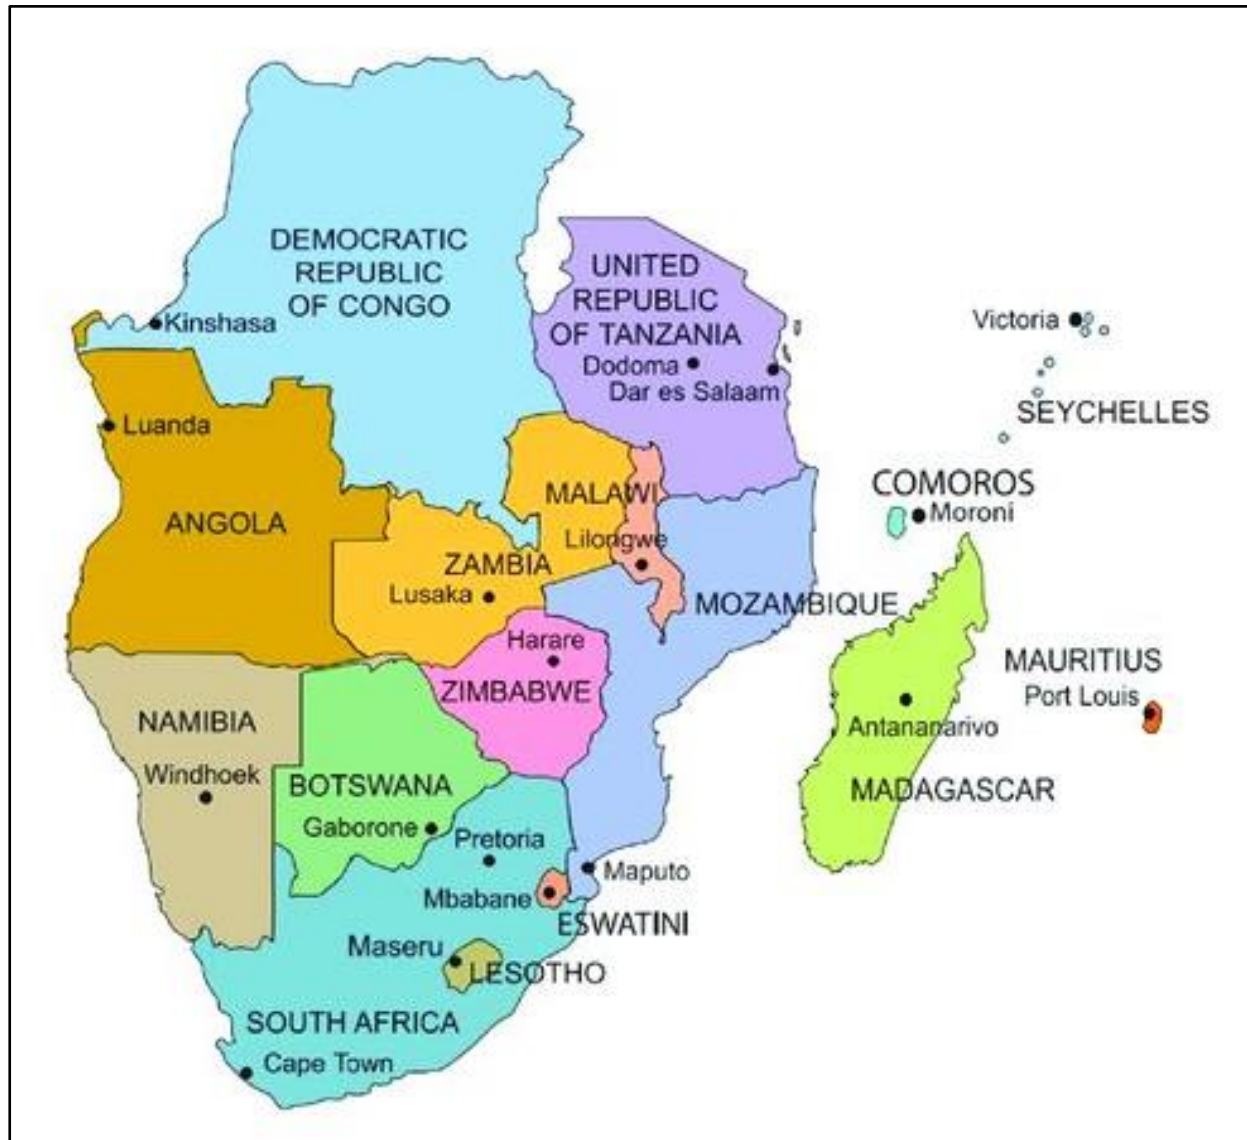 DEMOCRATIC
REPUBLIC
OF CONGO
Kinshasa
UNITED
REPUBLIC
OF TANZANIA
Dodoma
Dar es Salaam
Victoria
SEYCHELLES
Luanda
ANGOLA
MALAWI
Lilongwe
COMOROS
Moroni
ZAMBIA
Lusaka
MOZAMBIQUE
Harare
ZIMBABWE
MAURITIUS
Port Louis
NAMIBIA
Windhoek
Antananarivo
MADAGASCAR
BOTSWANA
Gaborone
Pretoria
Maputo
Mbabane
ESWATINI
Maseru
LESOTHO
SOUTH AFRICA
Cape Town